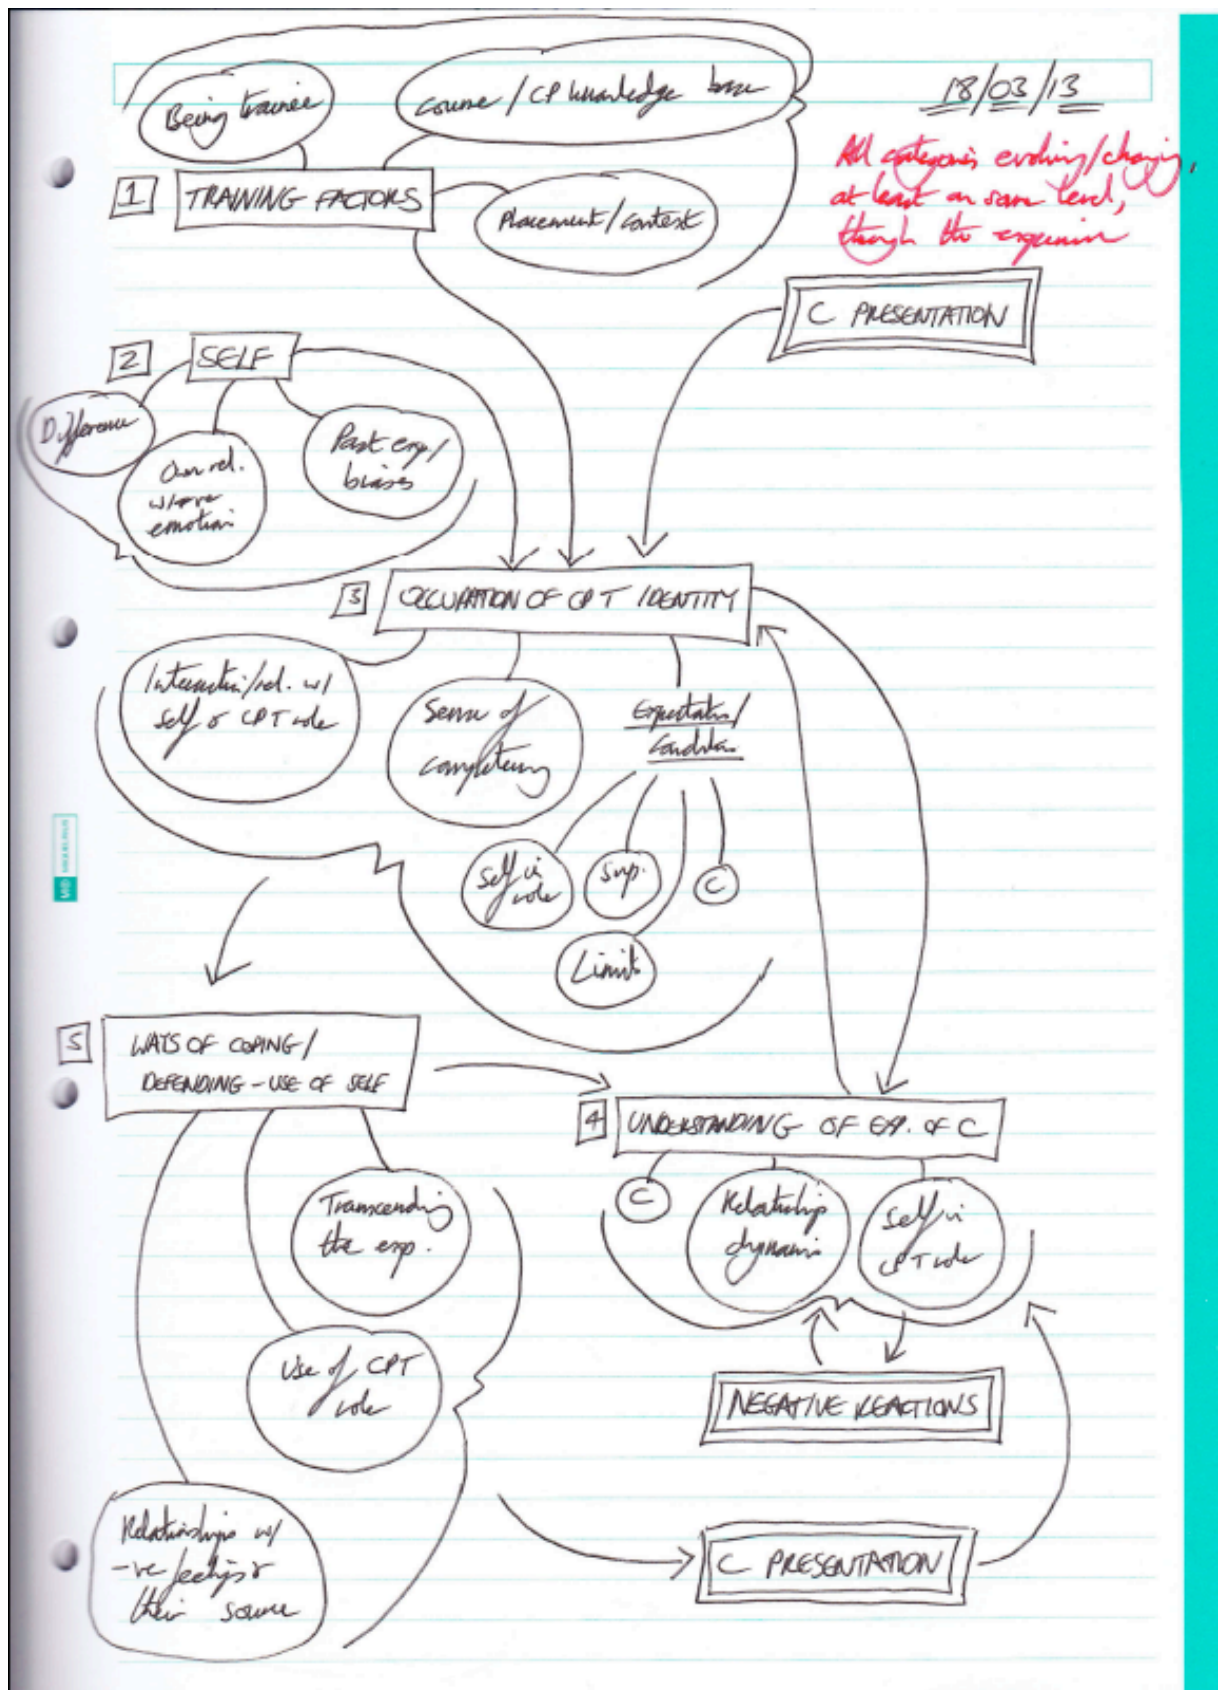 Being trainee
Course / CP knowledge base
18/03/13
All categories evolving/changing,
at least on some level,
through the experience
1
TRAINING FACTORS
Placement/context
C PRESENTATION
2
SELF
Difference
Own rel.
w/-ve
emotion
Past exp./
biases
3
OCCUPATION OF CPT IDENTITY
Interaction/rel. w/
self & CPT role
Sense of
competency
Expectations/
Conditions
Self in
role
Sup.
C
Limits
5
WAYS OF COPING/
DEFENDING - USE OF SELF
4
UNDERSTANDING OF EXP. OF C
Transcending
the exp.
C
Relationship
dynamic
Self in
CPT role
Use of CPT
role
NEGATIVE REACTIONS
Relationships w/
-ve feelings &
their source
C PRESENTATION